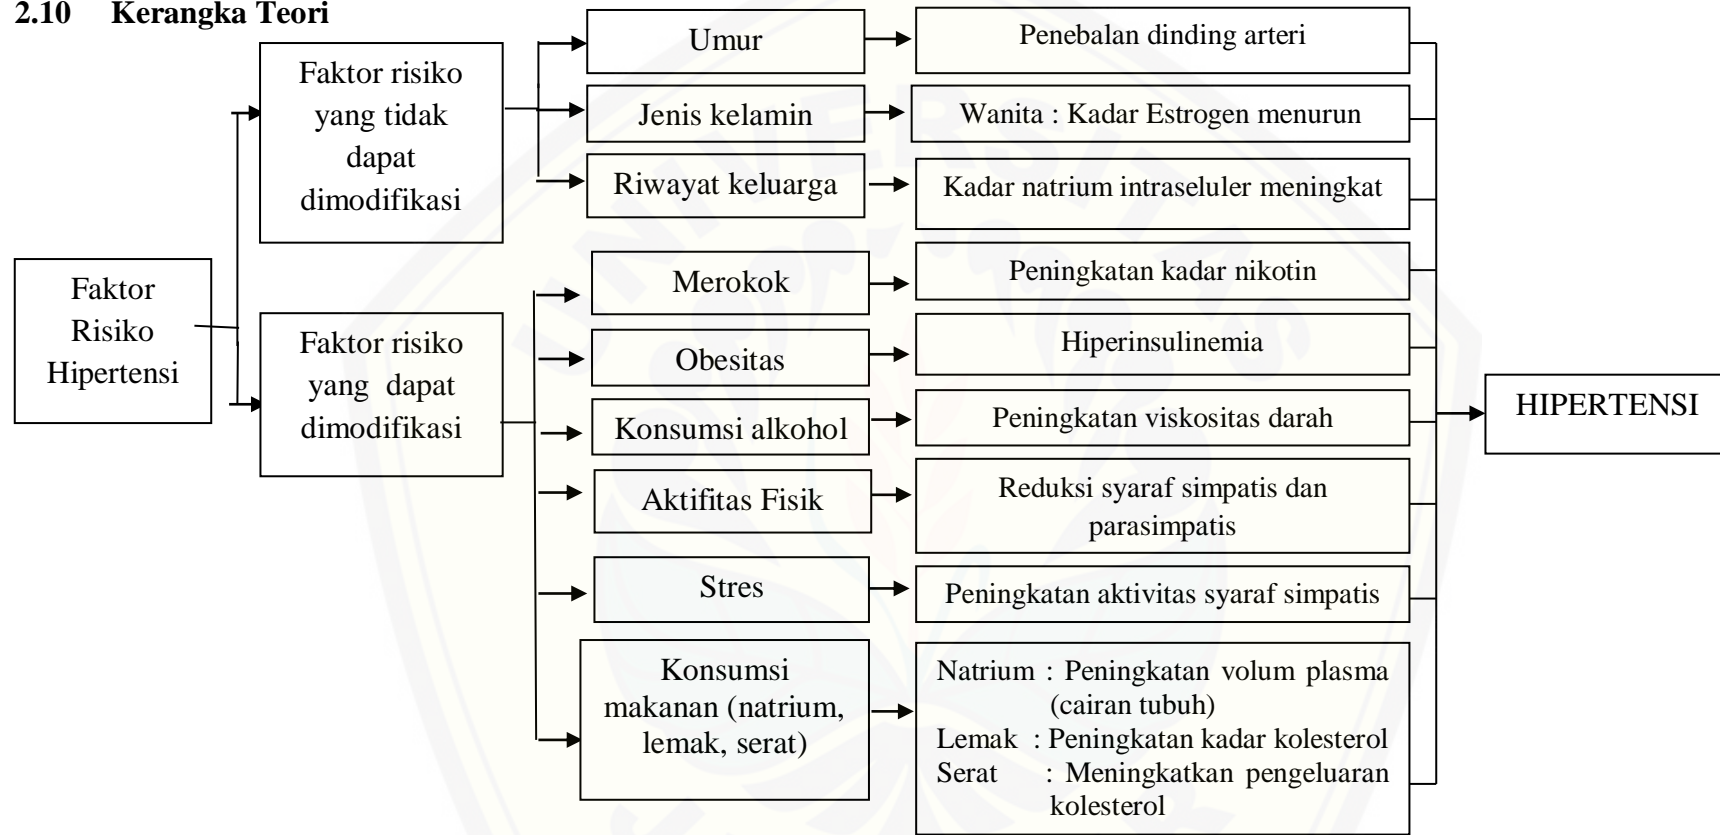 2.10 Kerangka Teori
Faktor
Risiko
Hipertensi
Faktor risiko
yang tidak
dapat
dimodifikasi
Umur
Penebalan dinding arteri
Jenis kelamin
Wanita : Kadar Estrogen menurun
Riwayat keluarga
Kadar natrium intraseluler meningkat
Faktor risiko
yang dapat
dimodifikasi
Merokok
Peningkatan kadar nikotin
Obesitas
Hiperinsulinemia
Konsumsi alkohol
Peningkatan viskositas darah
Aktifitas Fisik
Reduksi syaraf simpatis dan
parasimpatis
Stres
Peningkatan aktivitas syaraf simpatis
Konsumsi
makanan (natrium,
lemak, serat)
Natrium : Peningkatan volum plasma
(cairan tubuh)
Lemak : Peningkatan kadar kolesterol
Serat : Meningkatkan pengeluaran
kolesterol
HIPERTENSI
UNIVERSITAS